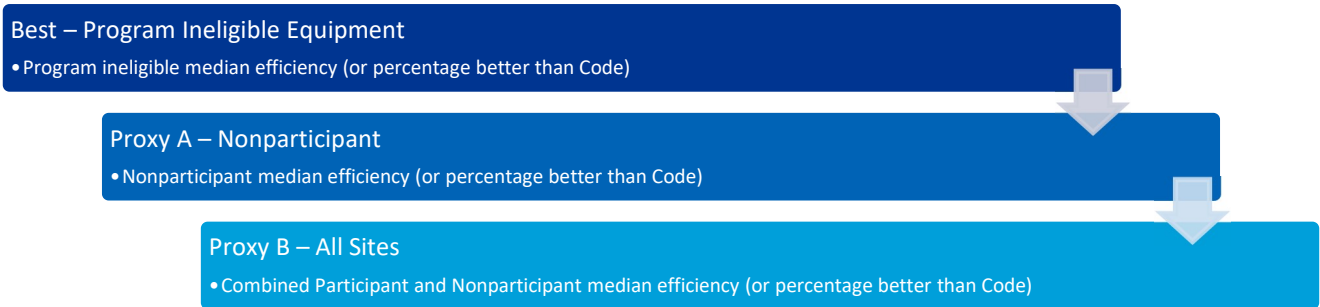 Best – Program Ineligible Equipment
•Program ineligible median efficiency (or percentage better than Code)
Proxy A – Nonparticipant
•Nonparticipant median efficiency (or percentage better than Code)
Proxy B – All Sites
•Combined Participant and Nonparticipant median efficiency (or percentage better than Code)